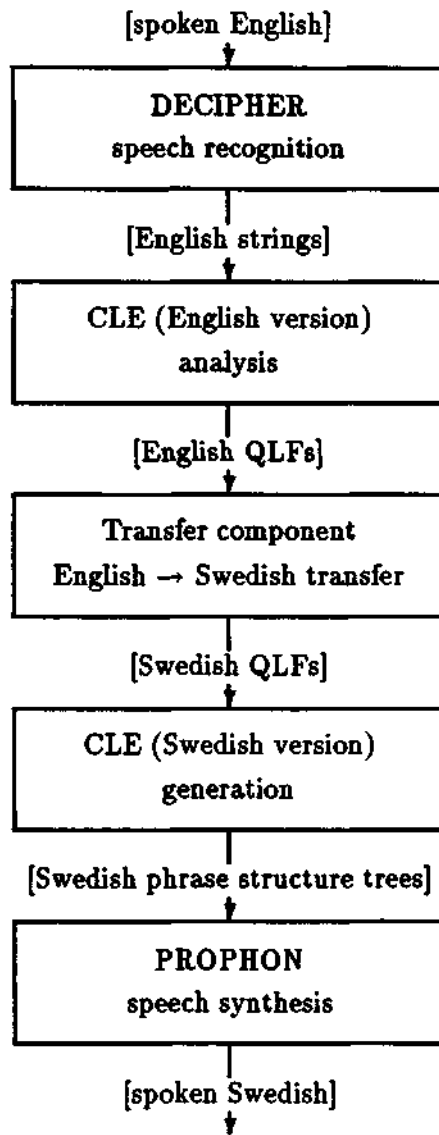 [spoken English]
DECIPHER
speech recognition
[English strings]
CLE (English version)
analysis
[English QLFs]
Transfer component
English → Swedish transfer
[Swedish QLFs]
CLE (Swedish version)
generation
[Swedish phrase structure trees]
PROPHON
speech synthesis
[spoken Swedish]